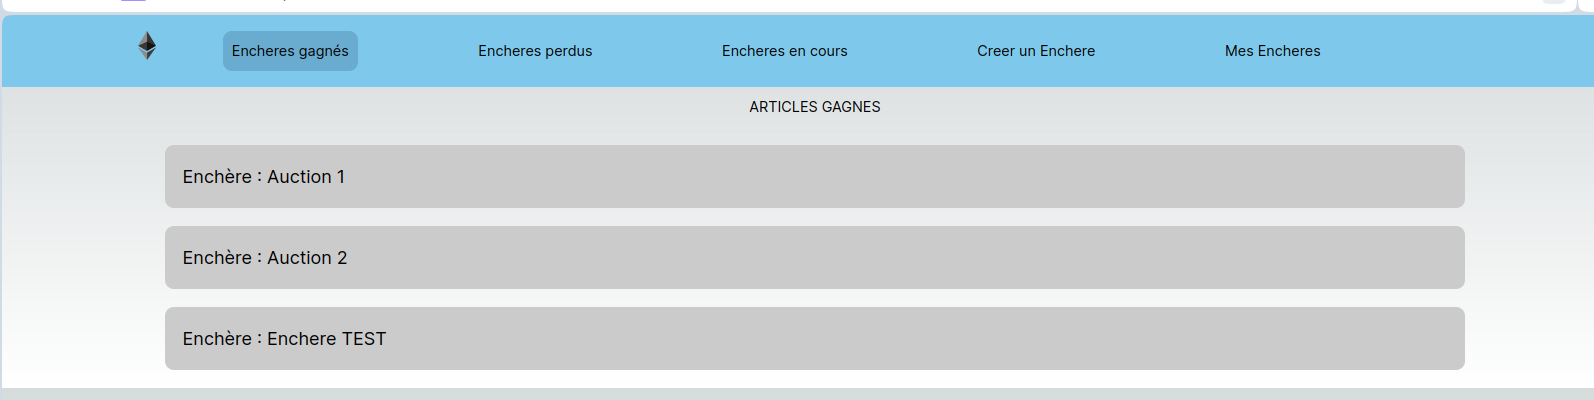 Encheres gagnés Encheres perdus Encheres en cours Creer un Enchere Mes Encheres
ARTICLES GAGNES
Enchère : Auction 1
Enchère : Auction 2
Enchère : Enchere TEST